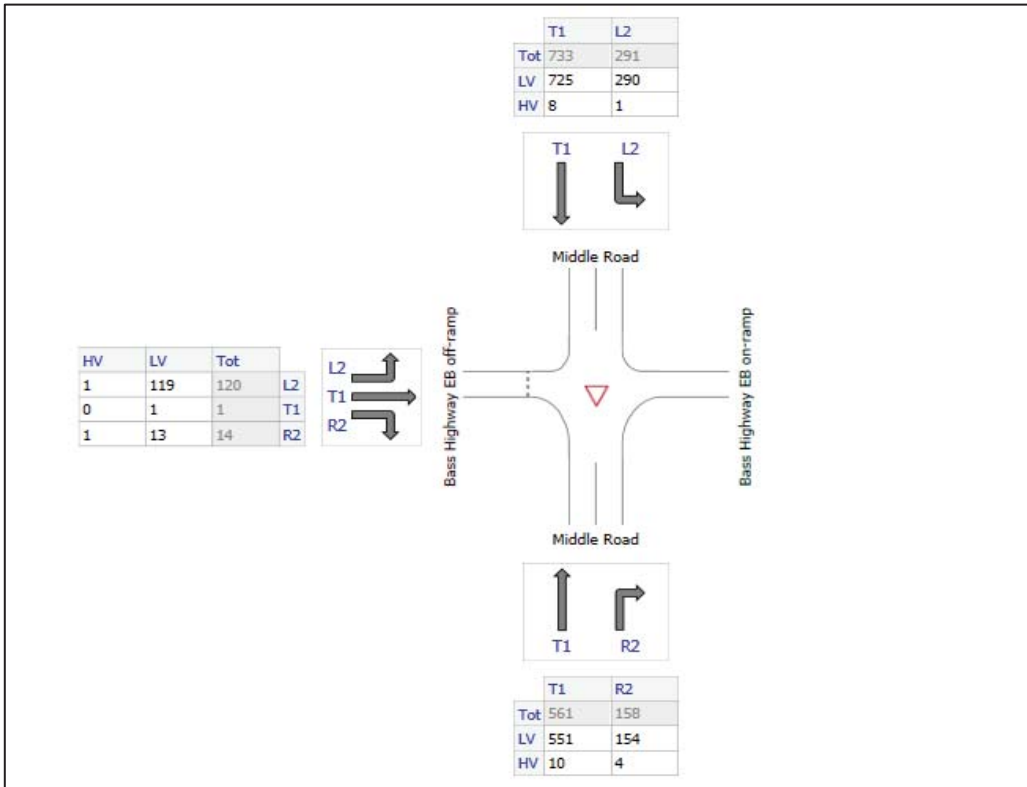 T1 L2
Tot 733 291
LV 725 290
HV 8 1
T1 L2
Middle Road
HV LV Tot
1 119 120 L2
0 1 1 T1
1 13 14 R2
L2
T1
R2
Bass Highway EB off-ramp
Bass Highway EB on-ramp
Middle Road
T1 R2
T1 R2
Tot 561 158
LV 551 154
HV 10 4